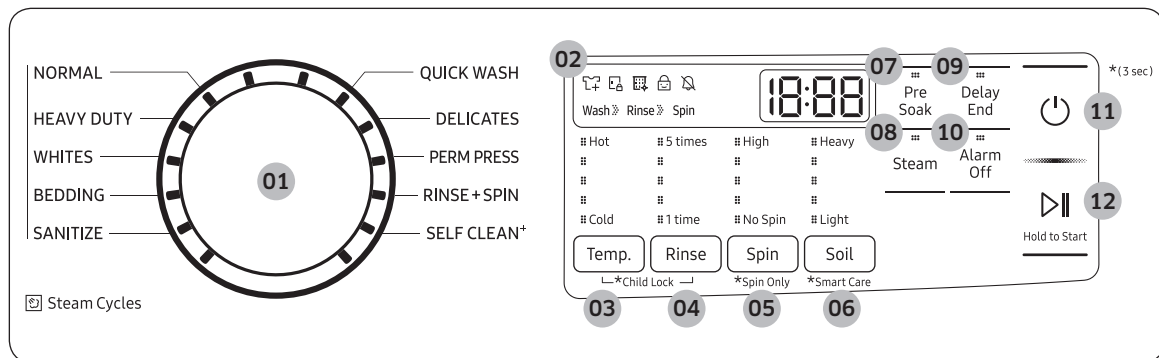 NORMAL
HEAVY DUTY
WHITES
BEDDING
SANITIZE
QUICK WASH
DELICATES
PERM PRESS
RINSE+SPIN
SELF CLEAN+
01
Steam Cycles
02
Wash Rinse Spin
18:88
Hot
Cold
5 times
1 time
High
No Spin
Heavy
Light
Temp. Rinse Spin Soil
*Child Lock *Spin Only *Smart Care
03 04 05 06
07
Pre
Soak
09
Delay
End
08
Steam
10
Alarm
Off
*(3 sec)
11
12
Hold to Start